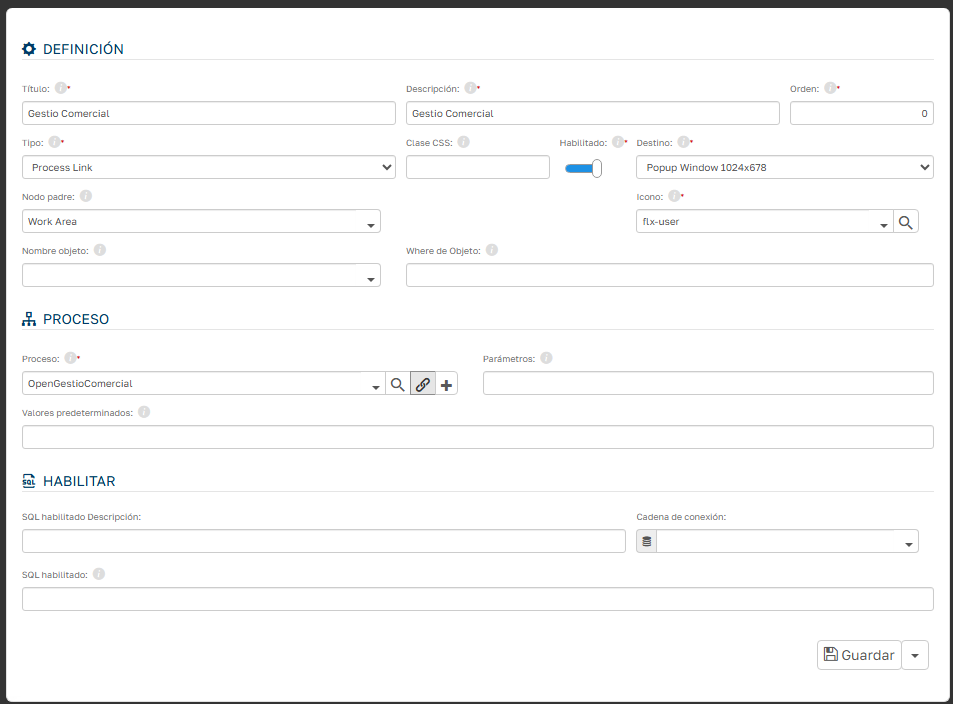 DEFINICIÓN
Título: *
Descripción: *
Orden: *
Gestio Comercial
Gestio Comercial
0
Tipo: *
Clase CSS:
Habilitado: *
Destino: *
Process Link
Popup Window 1024x678
Nodo padre:
Icono: *
Work Area
flx-user
Nombre objeto:
Where de Objeto:
PROCESO
Proceso: *
Parámetros:
OpenGestioComercial
Valores predeterminados:
SQL HABILITAR
SQL habilitado Descripción:
Cadena de conexión:
SQL habilitado:
Guardar